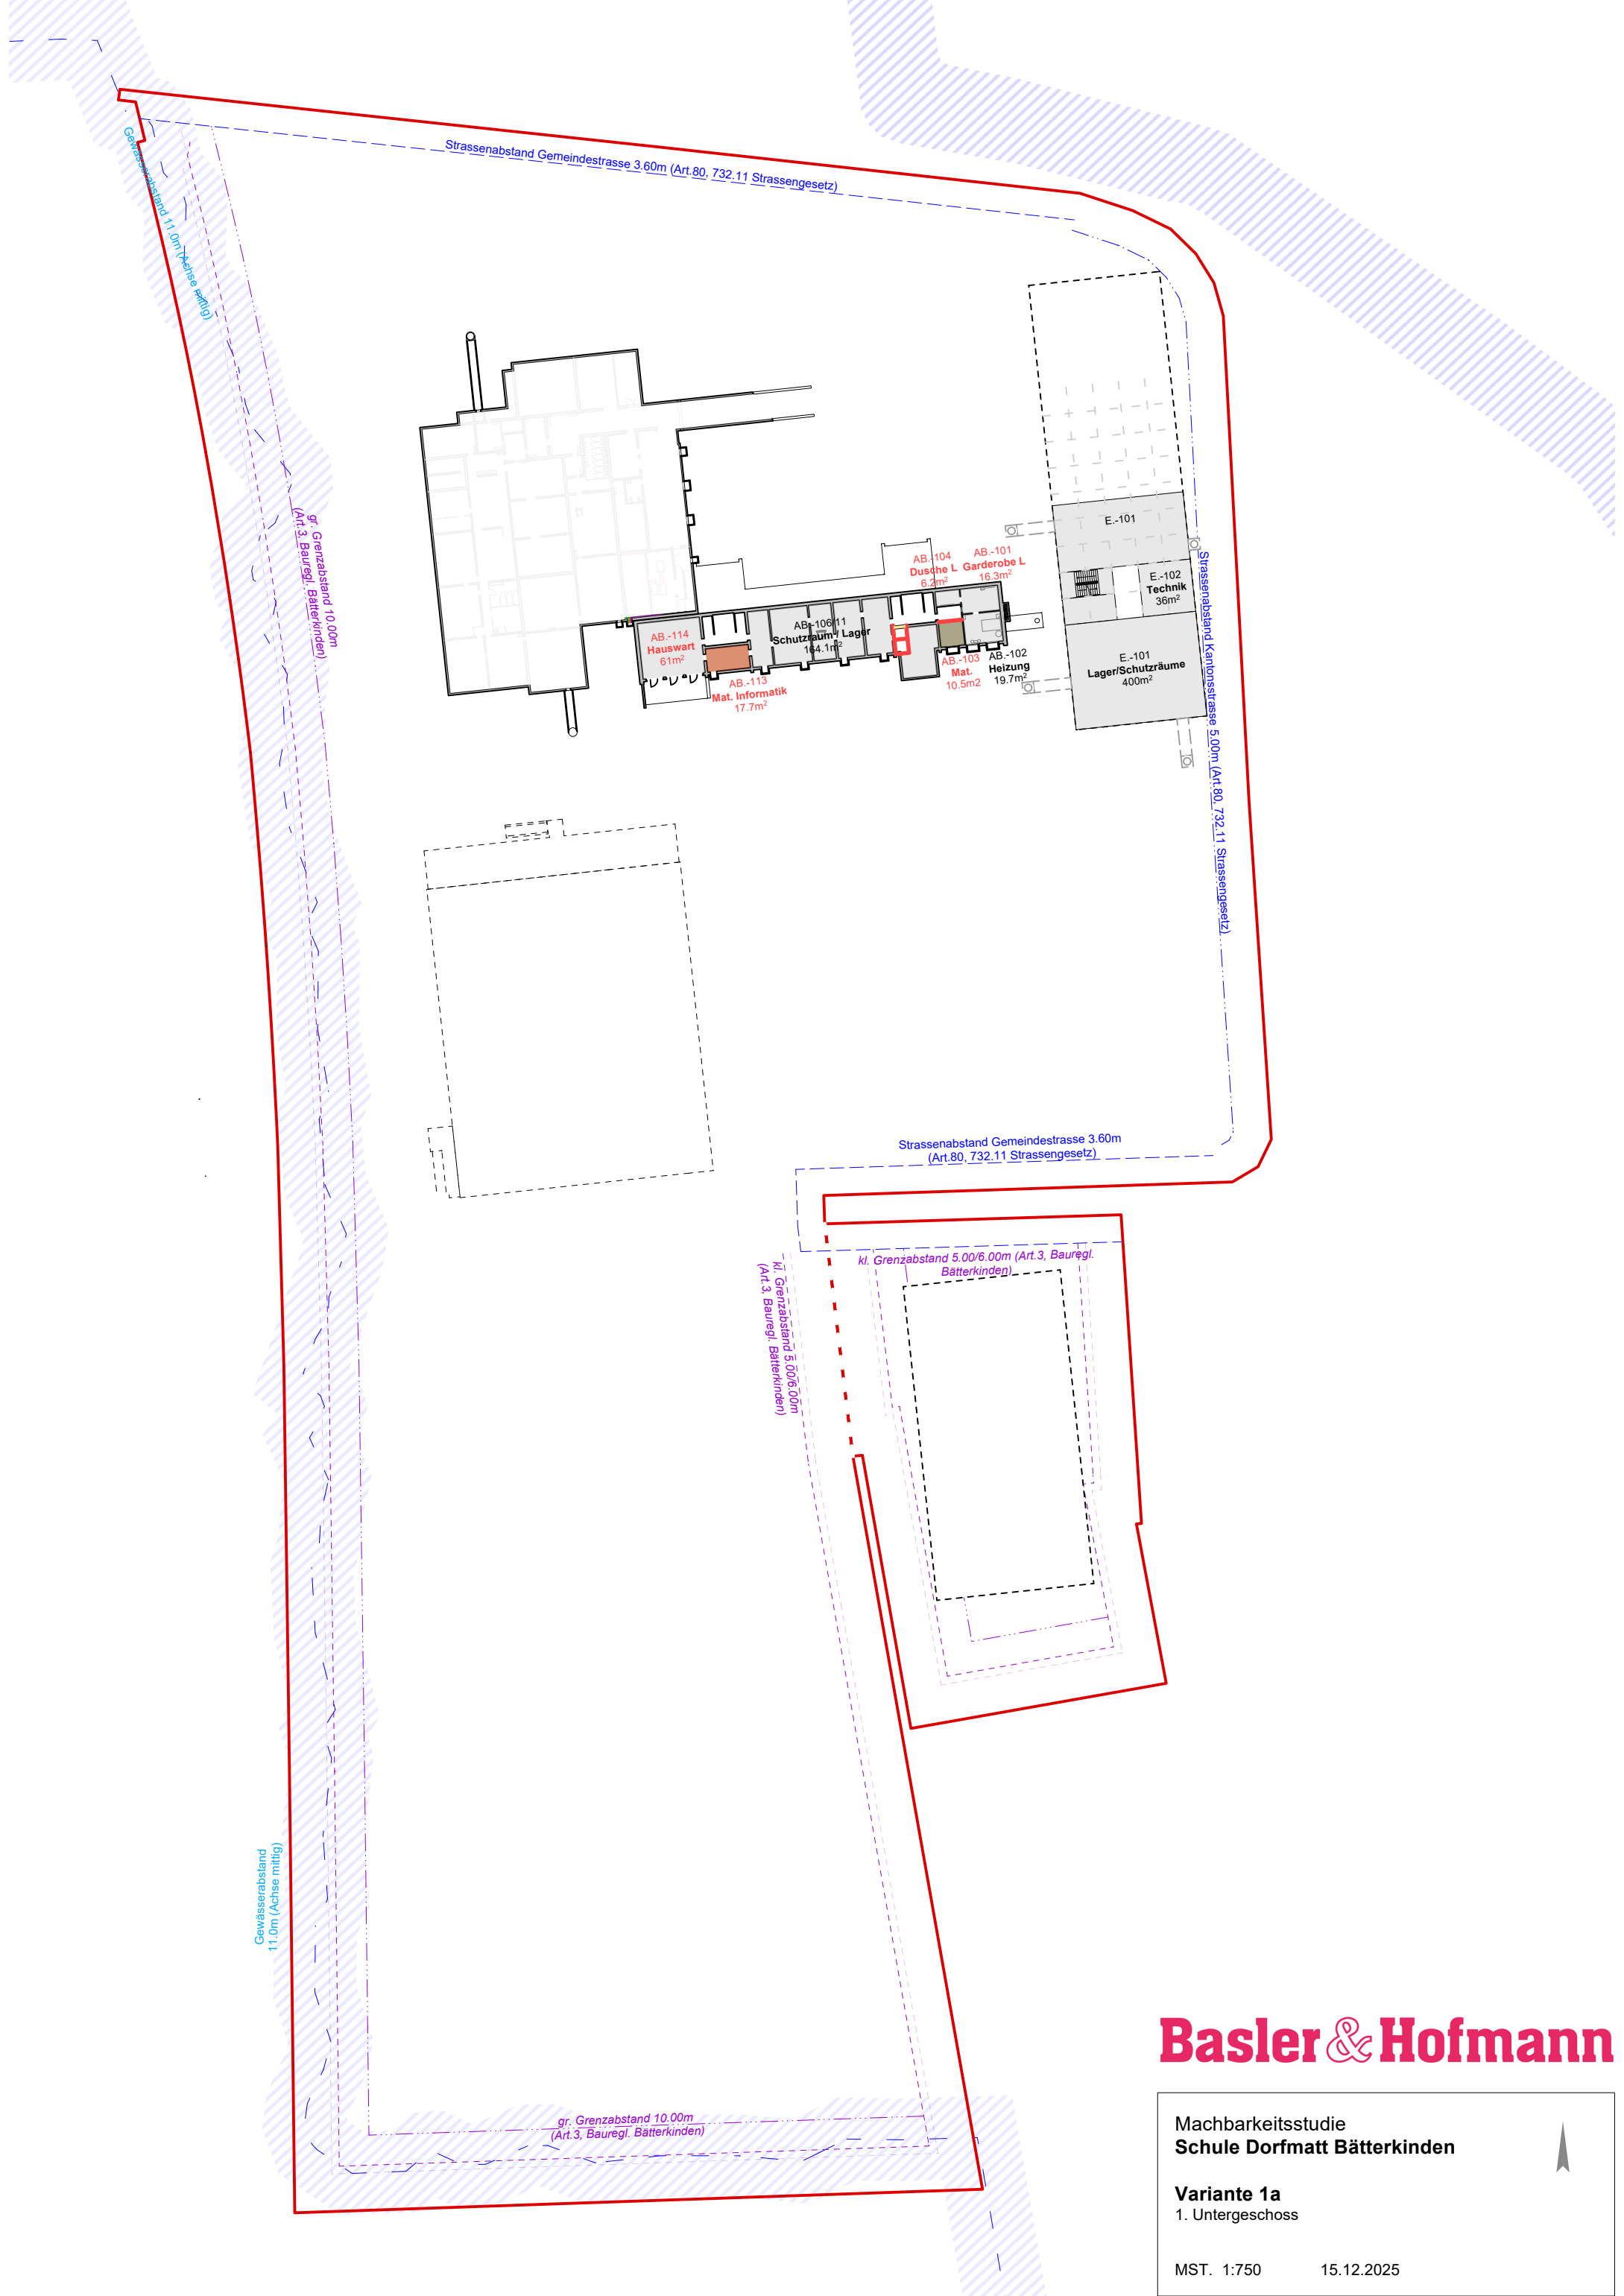 Strassenabstand Gemeindestrasse 3.60m (Art.80, 732.11 Strassengesetz)
Gewässerabstand 11.0m (Achse mittig)
gr. Grenzabstand 10.00m
(Art.3, Bauregl. Bätterkinden)
E.-101
AB.-104
Dusche L
6.2m²
AB.-101
Garderobe L
16.3m²
E.-102
Technik
36m²
AB.-106/11
Schutzraum / Lager
164.1m²
AB.-114
Hauswart
61m²
AB.-103
Mat.
10.5m2
AB.-102
Heizung
19.7m²
E.-101
Lager/Schutzräume
400m²
AB.-113
Mat. Informatik
17.7m²
Strassenabstand Kantonsstrasse 5.00m (Art.80, 732.11 Strassengesetz)
Strassenabstand Gemeindestrasse 3.60m
(Art.80, 732.11 Strassengesetz)
kl. Grenzabstand 5.00/6.00m (Art.3, Bauregl.
Bätterkinden)
kl. Grenzabstand 5.00/6.00m
(Art.3, Bauregl. Bätterkinden)
Gewässerabstand
11.0m (Achse mittig)
gr. Grenzabstand 10.00m
(Art.3, Bauregl. Bätterkinden)
Basler & Hofmann
Machbarkeitsstudie
Schule Dorfmatt Bätterkinden
Variante 1a
1. Untergeschoss
MST. 1:750 15.12.2025